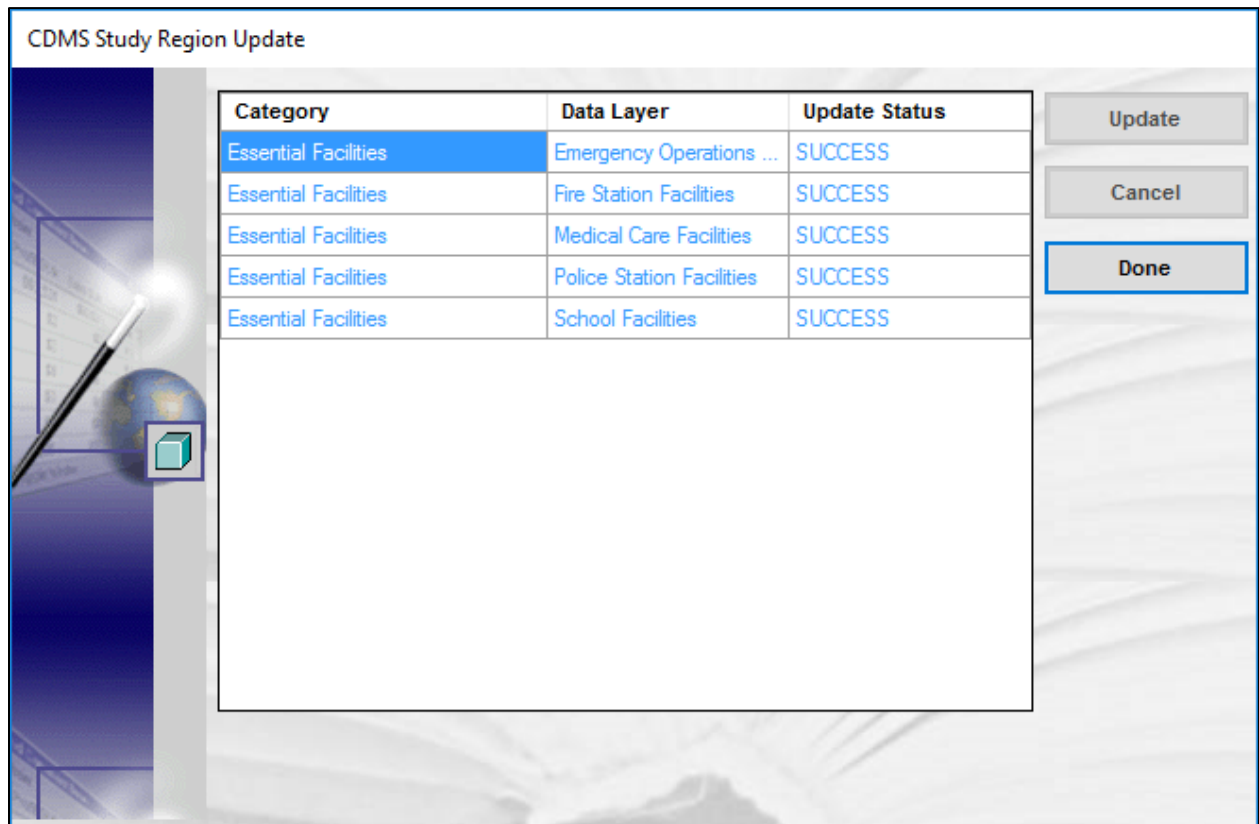 CDMS Study Region Update
Category Data Layer Update Status
Essential Facilities Emergency Operations ... SUCCESS
Essential Facilities Fire Station Facilities SUCCESS
Essential Facilities Medical Care Facilities SUCCESS
Essential Facilities Police Station Facilities SUCCESS
Essential Facilities School Facilities SUCCESS
Update
Cancel
Done